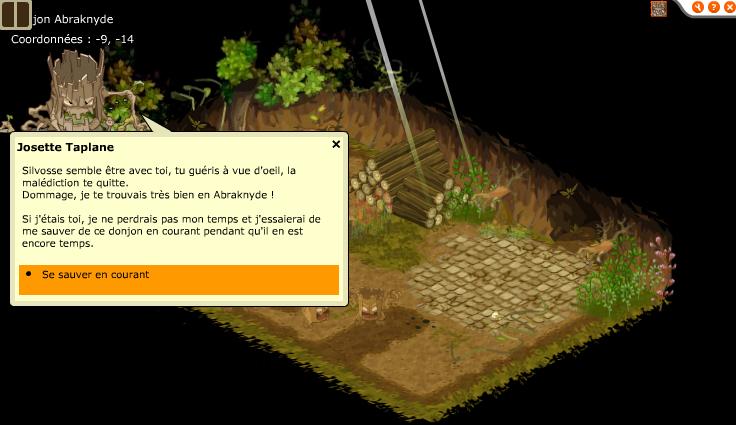 jon Abraknyde
Coordonnées : -9, -14
Josette Taplane
Silvosse semble être avec toi, tu guéris à vue d'oeil, la
malédiction te quitte.
Dommage, je te trouvais très bien en Abraknyde !
Si j'étais toi, je ne perdrais pas mon temps et j'essaierai de
me sauver de ce donjon en courant pendant qu'il en est
encore temps.
Se sauver en courant